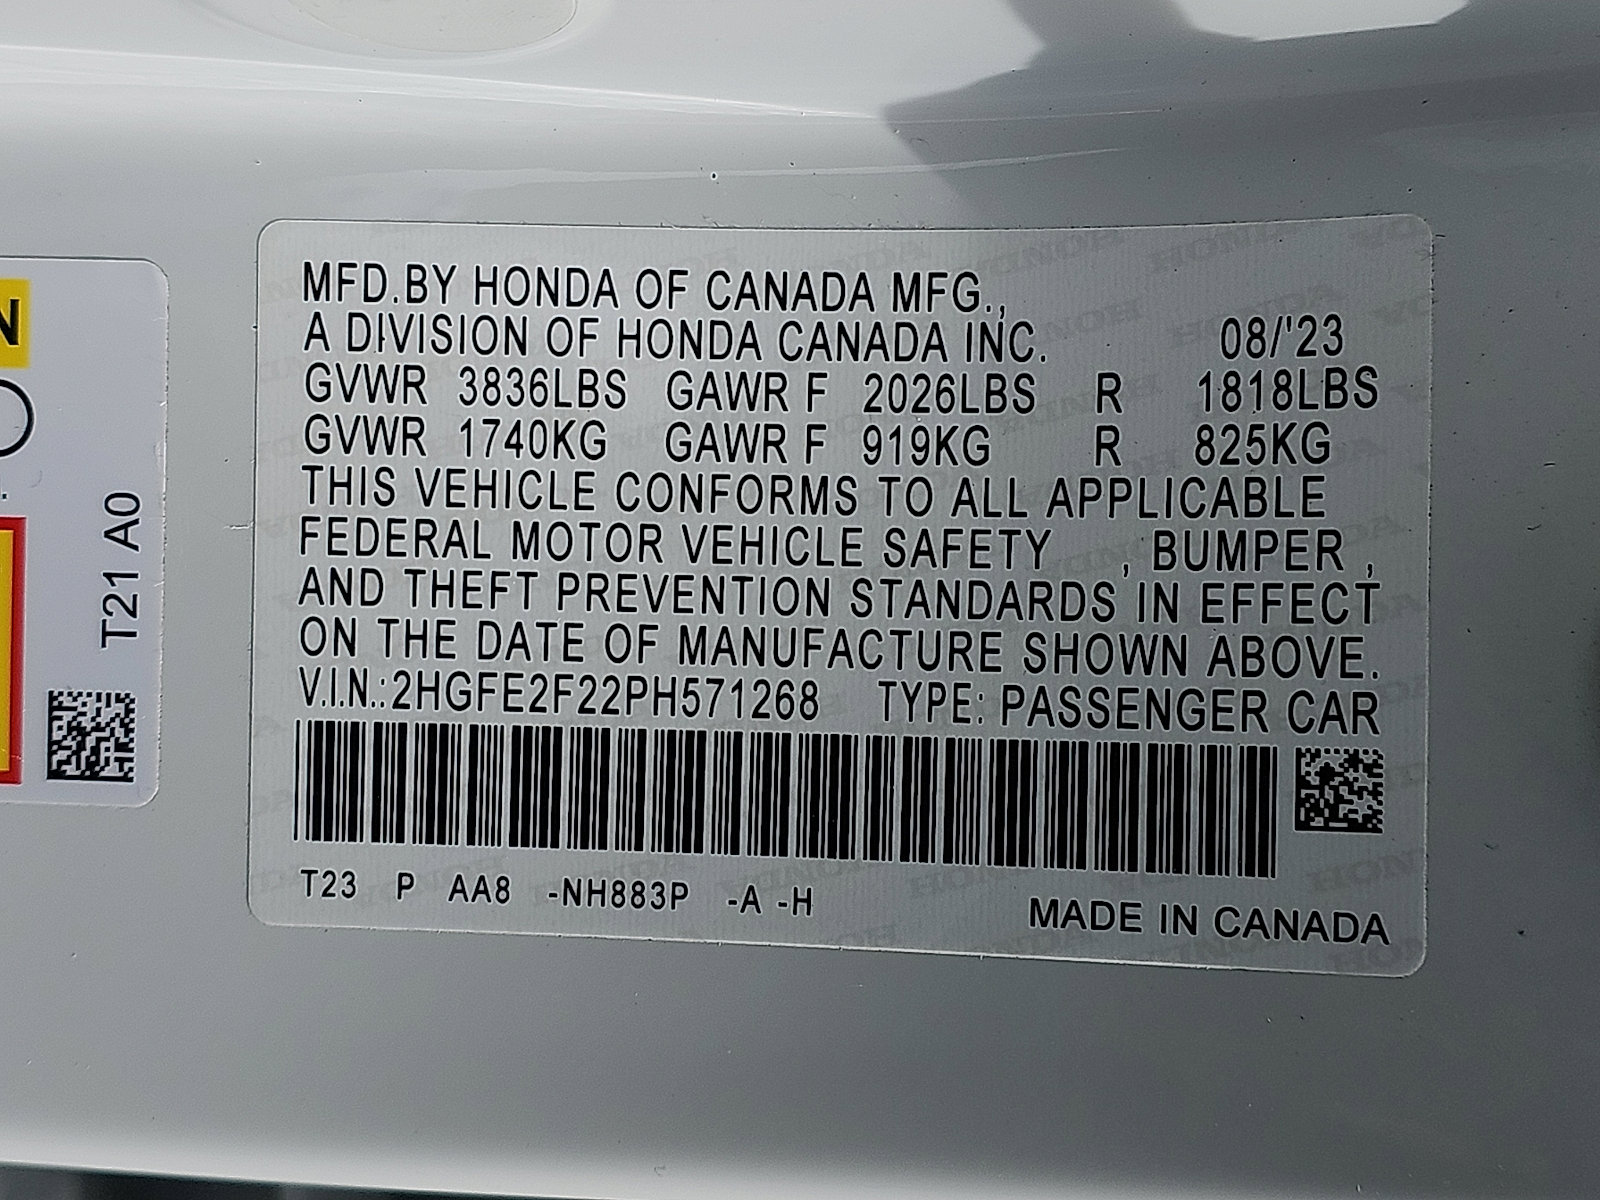 MFD.BY HONDA OF CANADA MFG.,
A DIVISION OF HONDA CANADA INC. 08/'23
GVWR 3836LBS GAWR F 2026LBS R 1818LBS
GVWR 1740KG GAWR F 919KG R 825KG
THIS VEHICLE CONFORMS TO ALL APPLICABLE
FEDERAL MOTOR VEHICLE SAFETY , BUMPER ,
AND THEFT PREVENTION STANDARDS IN EFFECT
ON THE DATE OF MANUFACTURE SHOWN ABOVE.
V.I.N.:2HGFE2F22PH571268 TYPE: PASSENGER CAR
T23 P AA8 -NH883P -A -H
MADE IN CANADA
T21 A0
N